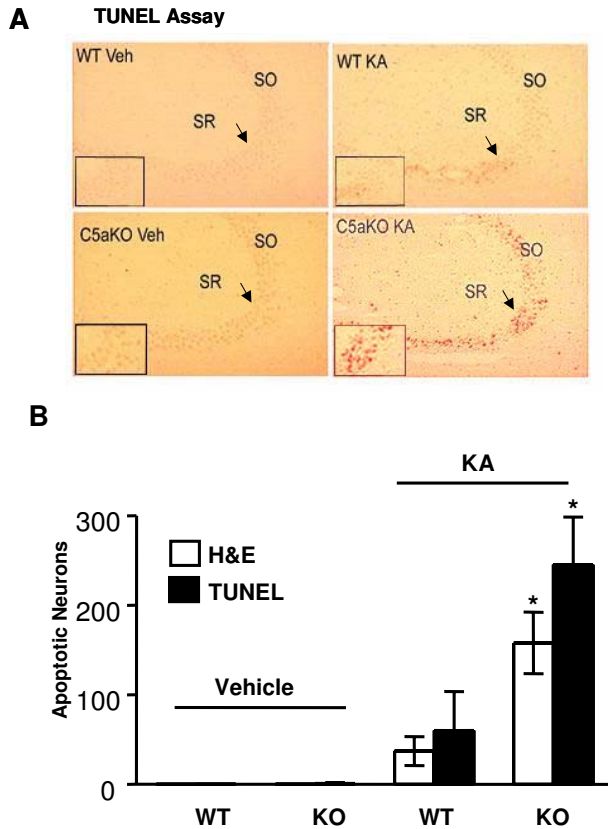 A
TUNEL Assay
WT Veh
SO
SR
WT KA
SO
SR
C5aKO Veh
SO
SR
C5aKO KA
SO
SR
B
KA
300
H&E
*
TUNEL
*
200
Apoptotic Neurons
Vehicle
100
0
WT
KO
WT
KO